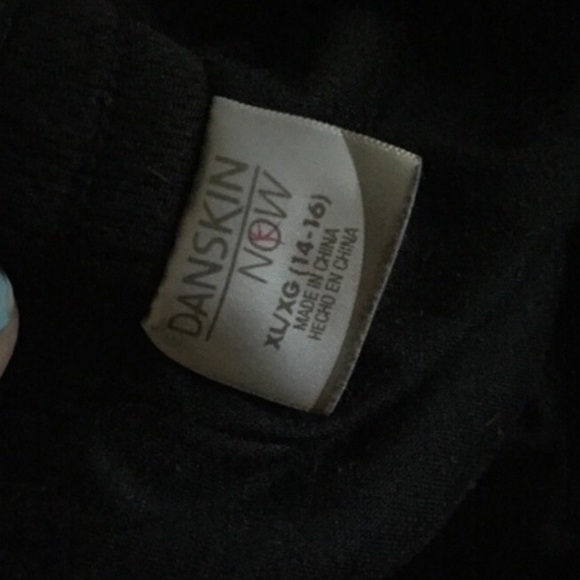 DANSKIN
NOW
XL/XG (14-16)
MADE IN CHINA
HECHO EN CHINA